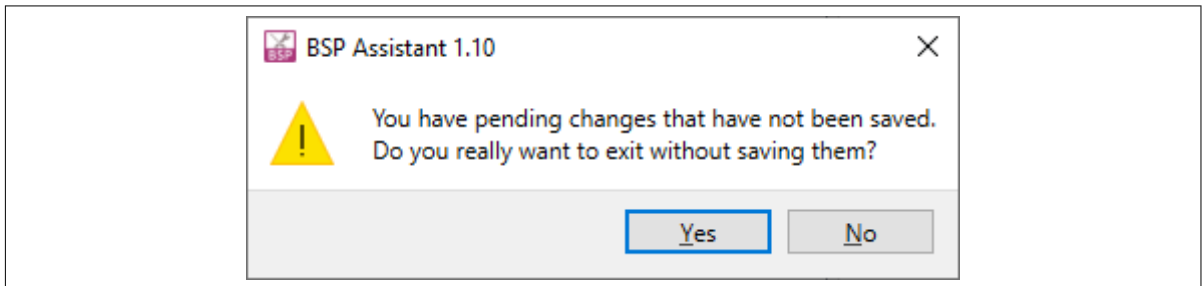 BSP
BSP Assistant 1.10
!
You have pending changes that have not been saved.
Do you really want to exit without saving them?
Yes
No